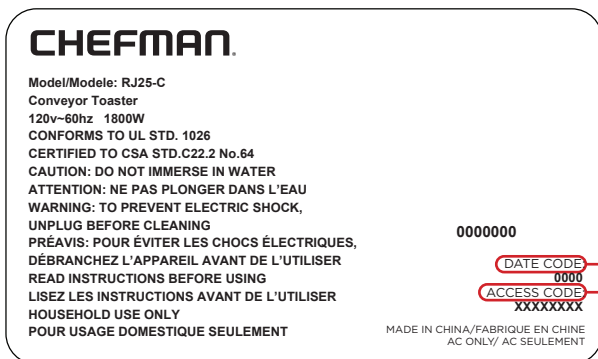 CHEFMAN.
Model/Modele: RJ25-C
Conveyor Toaster
120v~60hz 1800W
CONFORMS TO UL STD. 1026
CERTIFIED TO CSA STD.C22.2 No.64
CAUTION: DO NOT IMMERSE IN WATER
ATTENTION: NE PAS PLONGER DANS L’EAU
WARNING: TO PREVENT ELECTRIC SHOCK,
UNPLUG BEFORE CLEANING
PRÉAVIS: POUR ÉVITER LES CHOCS ÉLECTRIQUES,
DÉBRANCHEZ L’APPAREIL AVANT DE L’UTILISER
READ INSTRUCTIONS BEFORE USING
LISEZ LES INSTRUCTIONS AVANT DE L’UTILISER
HOUSEHOLD USE ONLY
POUR USAGE DOMESTIQUE SEULEMENT
0000000
DATE CODE
0000
ACCESS CODE
XXXXXXXX
MADE IN CHINA/FABRIQUE EN CHINE
AC ONLY/ AC SEULEMENT